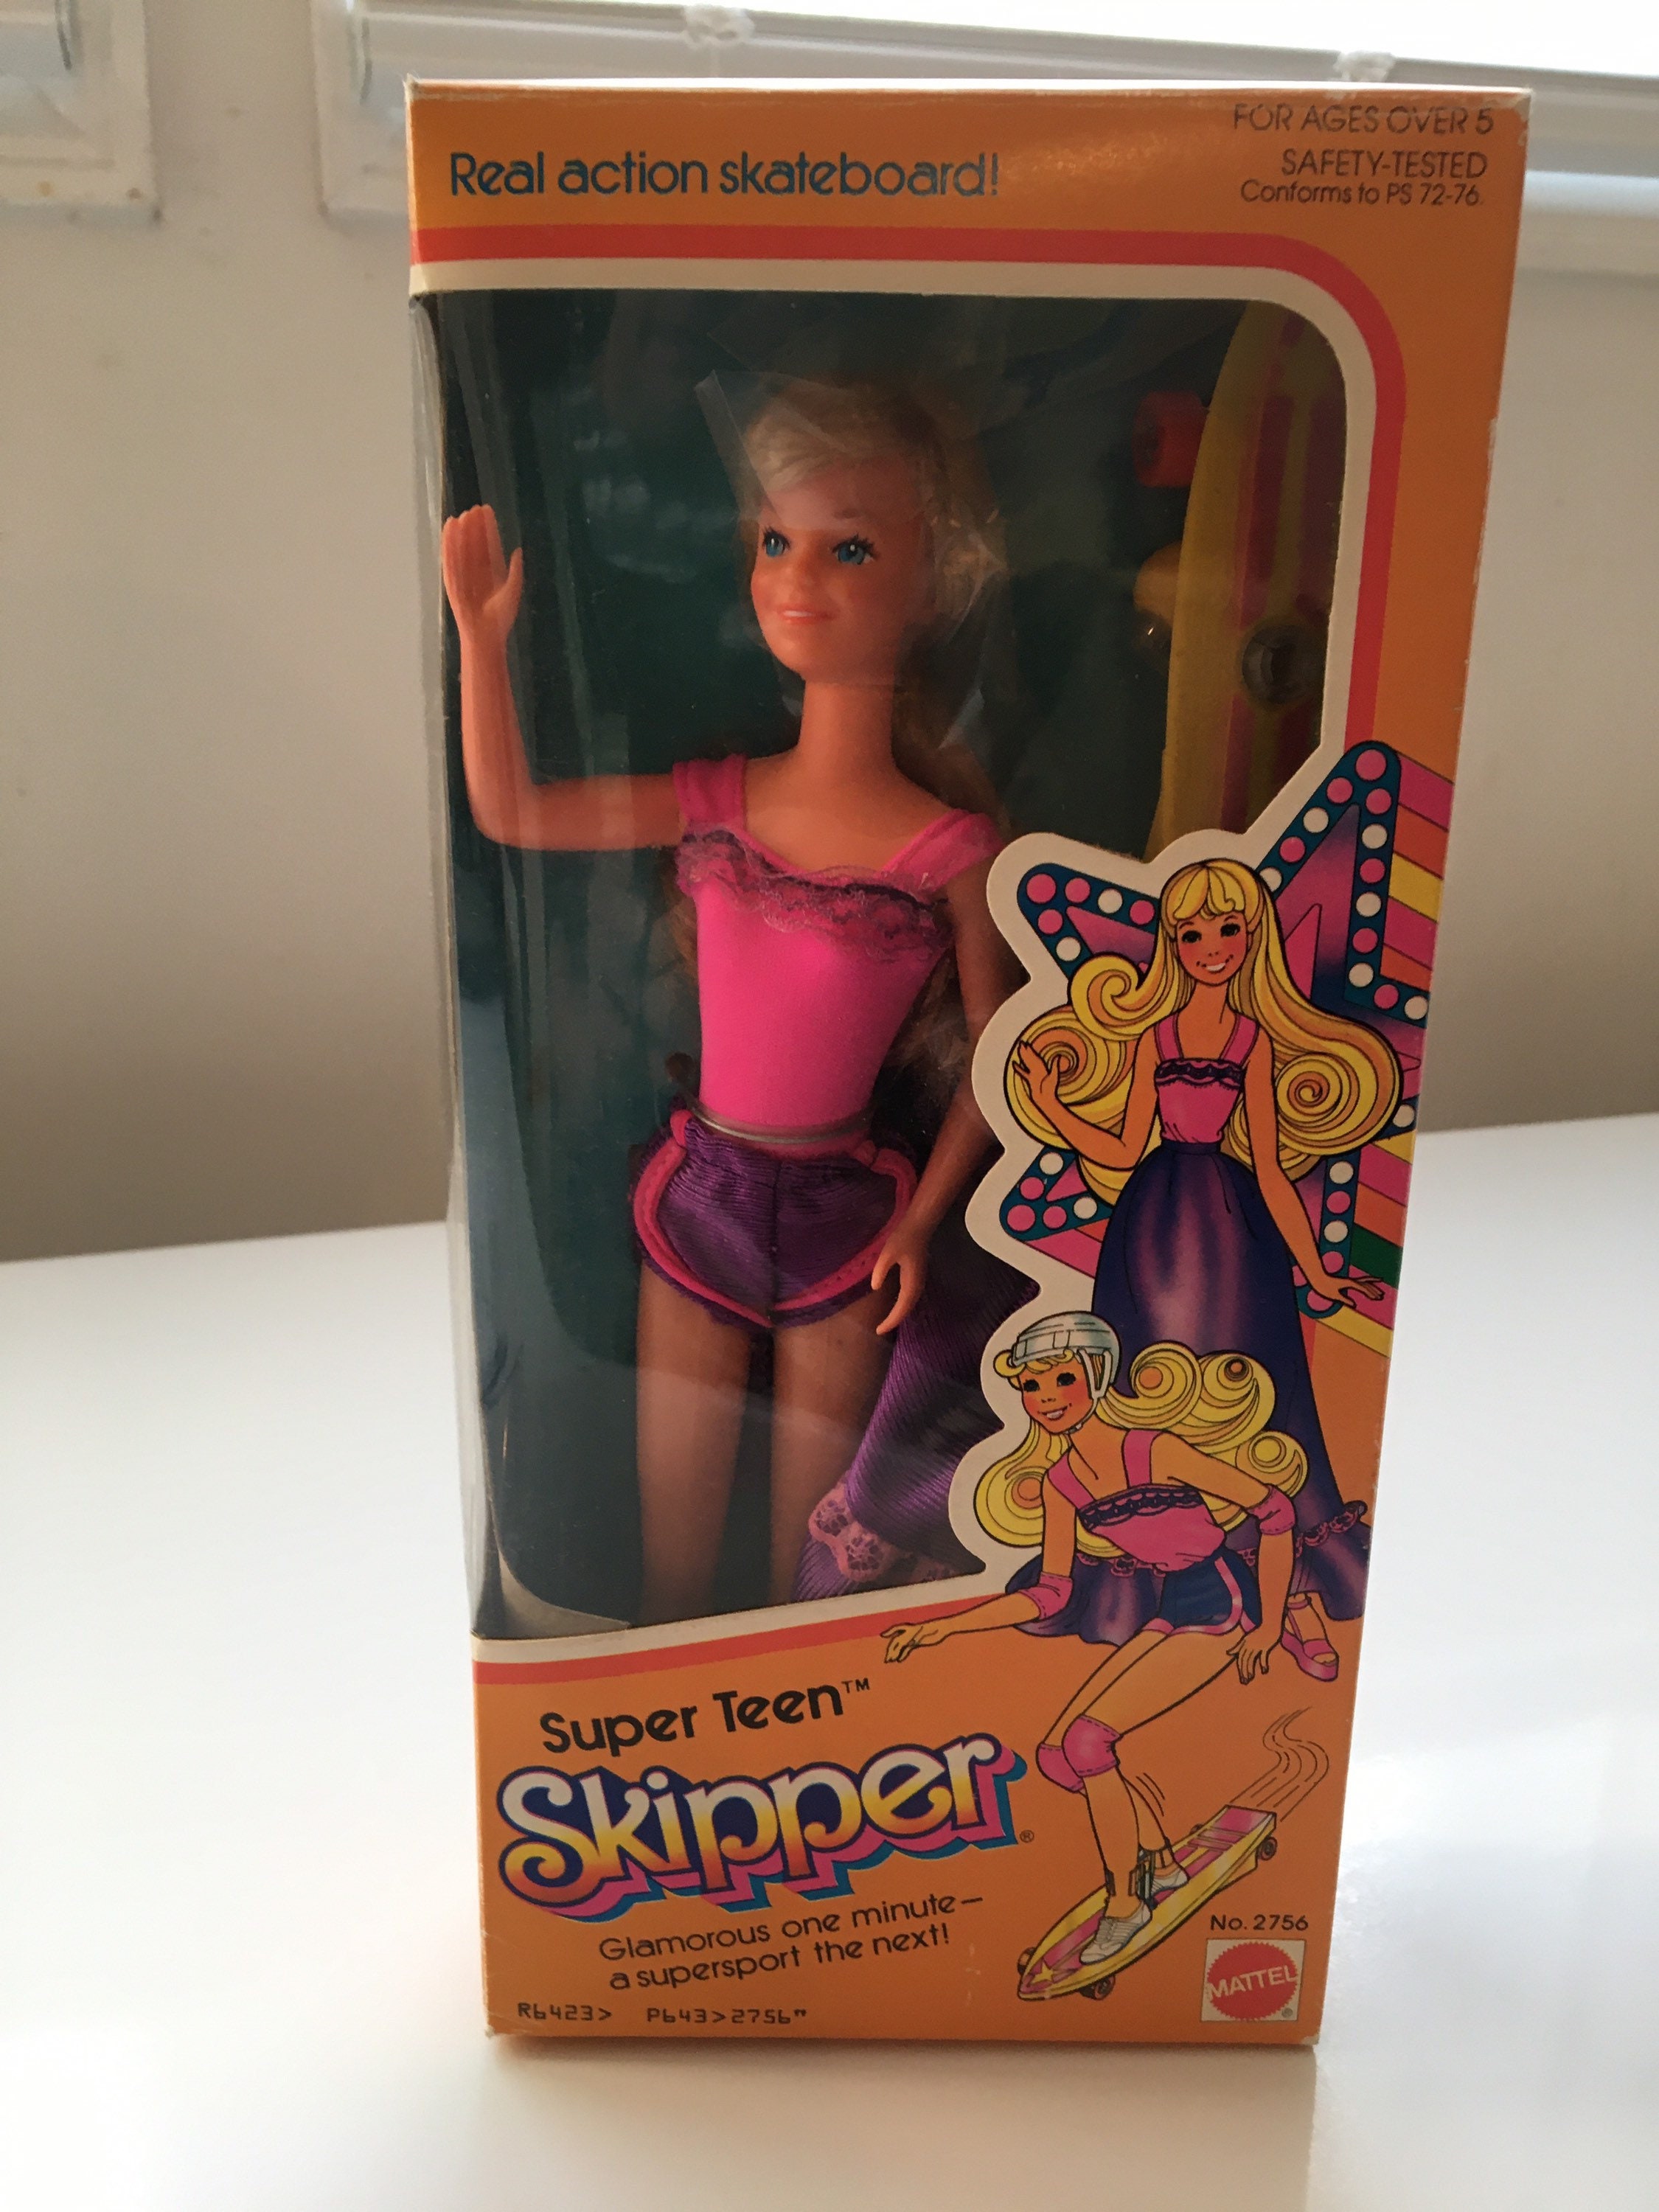 Real action skateboard!
FOR AGES OVER 5
SAFETY-TESTED
Conforms to PS 72-76.
Super Teen™
Skipper®
Glamorous one minute—
a supersport the next!
No. 2756
MATTEL®
R6423> P643>2756"